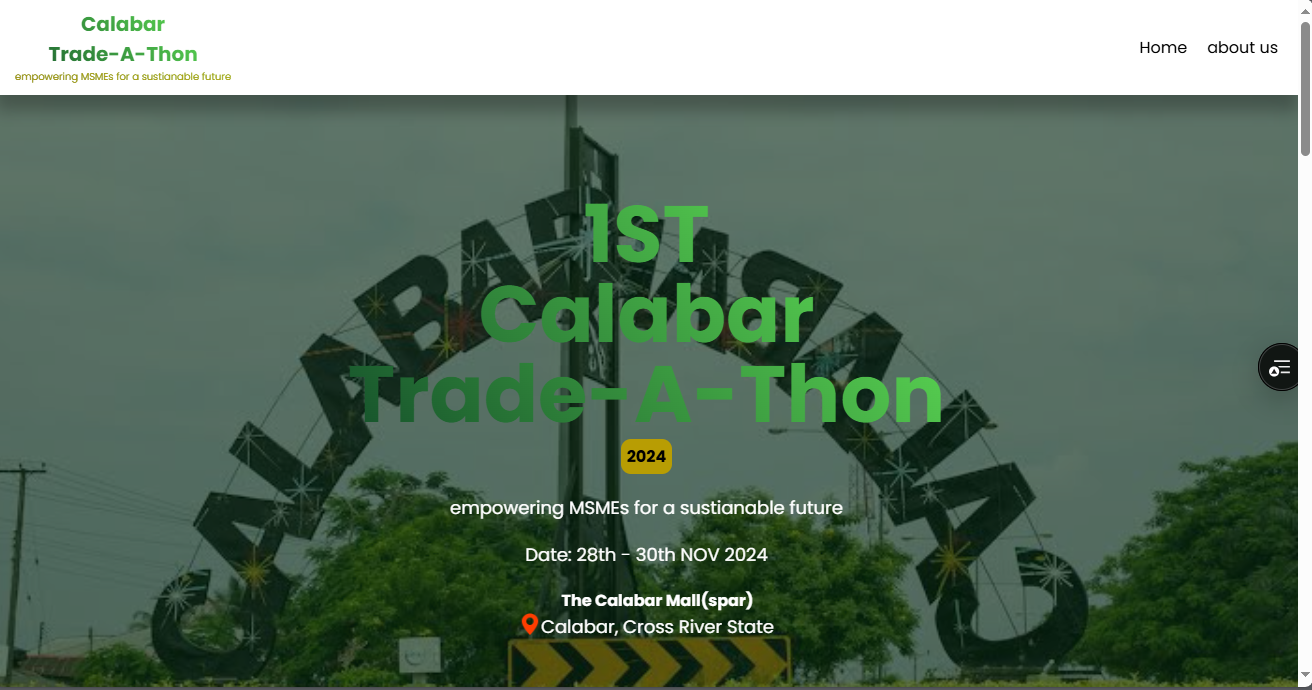 Calabar
Trade-A-Thon
empowering MSMEs for a sustianable future
Home about us
1ST
Calabar
Trade-A-Thon
2024
empowering MSMEs for a sustianable future
Date: 28th - 30th NOV 2024
The Calabar Mall(spar)
Calabar, Cross River State